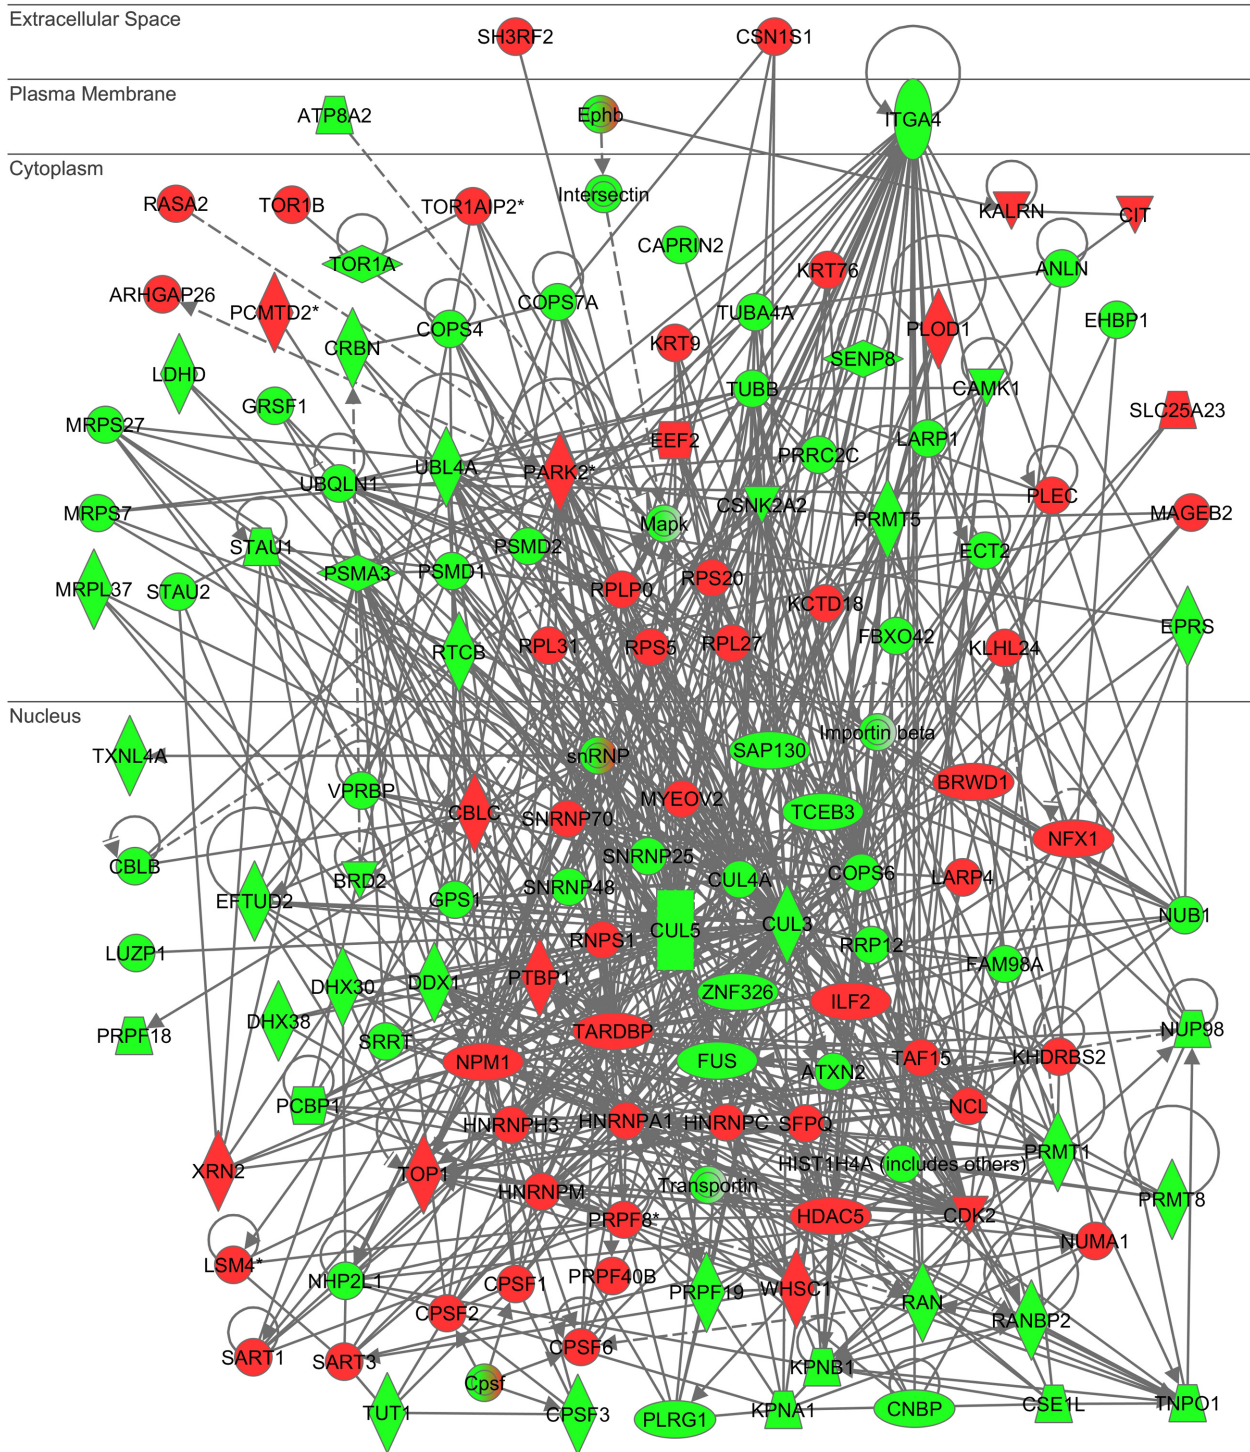 Extracellular Space
SH3RF2
CSN1S1
Plasma Membrane
ATP8A2
Ephb
ITGA4
Cytoplasm
Intersectin
RASA2
TOR1B
TOR1AIP2*
KALRN
CIT
CAPRIN2
TOR1A
KRT76
ANLN
ARHGAP26
PCMTD2*
COPS7A
TUBA4A
EHBP1
CRBN
COPS4
KRT9
PLOD1
SENP8
LDHD
TUBB
CAMK1
GRSF1
SLC25A23
MRPS27
EEF2
LARP1
UBL4A
PARK2*
PRRC2C
UBQLN1
CSNK2A2
PLEC
MRPS7
Mapk
PRMT5
MAGEB2
STAU1
PSMD2
ECT2
PSMA3
PSMD1
MRPL37
STAU2
RPLP0
RPS20
KCTD18
RTCB
RPL31
RPS5
RPL27
FBXO42
KLHL24
EPRS
Nucleus
TXNL4A
snRNP
SAP130
Importin beta
VPRBP
CBLC
MYEOV2
BRWD1
SNRNP70
TCEB3
NFX1
CBLB
BRD2
SNRNP25
SNRNP48
CUL4A
COPS6
LARP4
EFTUD2
GPS1
CUL5
CUL3
NUB1
LUZP1
RNPS1
RRP12
FAM98A
DHX30
DDX1
PTBP1
ZNF326
ILF2
PRPF18
DHX38
SRRT
TARDBP
NUP98
NPM1
FUS
ATXN2
TAF15
KHDRBS2
PCBP1
HNRNPH3
HNRNPA1
HNRNPC
SFPQ
NCL
XRN2
TOP1
HIST1H4A (includes others)
PRMT1
HNRNPM
Transportin
PRMT8
PRPF8*
HDAC5
CDK2
NUMA1
LSM4*
NHP2L1
CPSF1
PRPF40B
PRPF19
WHSC1
RAN
CPSF2
RANBP2
SART1
SART3
CPSF6
KPNB1
Cpsf
TUT1
CPSF3
PLRG1
KPNA1
CNBP
CSE1L
TNPO1